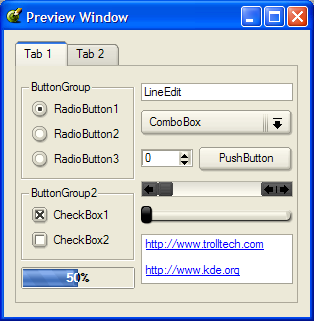 Preview Window
Tab 1
Tab 2
ButtonGroup
RadioButton1
RadioButton2
RadioButton3
ButtonGroup2
CheckBox1
CheckBox2
50%
LineEdit
ComboBox
0
PushButton
http://www.trolltech.com
http://www.kde.org